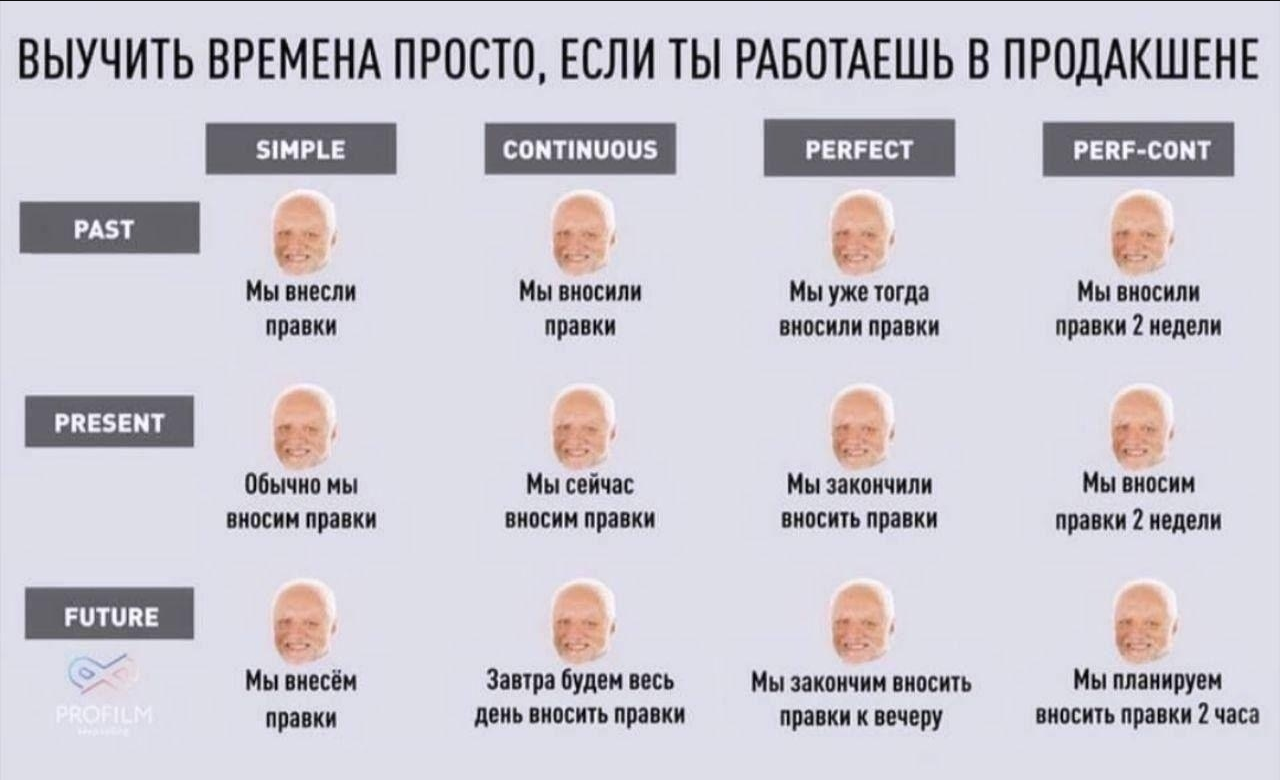 ВЫУЧИТЬ ВРЕМЕНА ПРОСТО, ЕСЛИ ТЫ РАБОТАЕШЬ В ПРОДАКШЕНЕ
SIMPLE
CONTINUOUS
PERFECT
PERF-CONT
PAST
Мы внесли
правки
Мы вносили
правки
Мы уже тогда
вносили правки
Мы вносили
правки 2 недели
PRESENT
Обычно мы
вносим правки
Мы сейчас
вносим правки
Мы закончили
вносить правки
Мы вносим
правки 2 недели
FUTURE
Мы внесём
правки
Завтра будем весь
день вносить правки
Мы закончим вносить
правки к вечеру
Мы планируем
вносить правки 2 часа
PROFILM